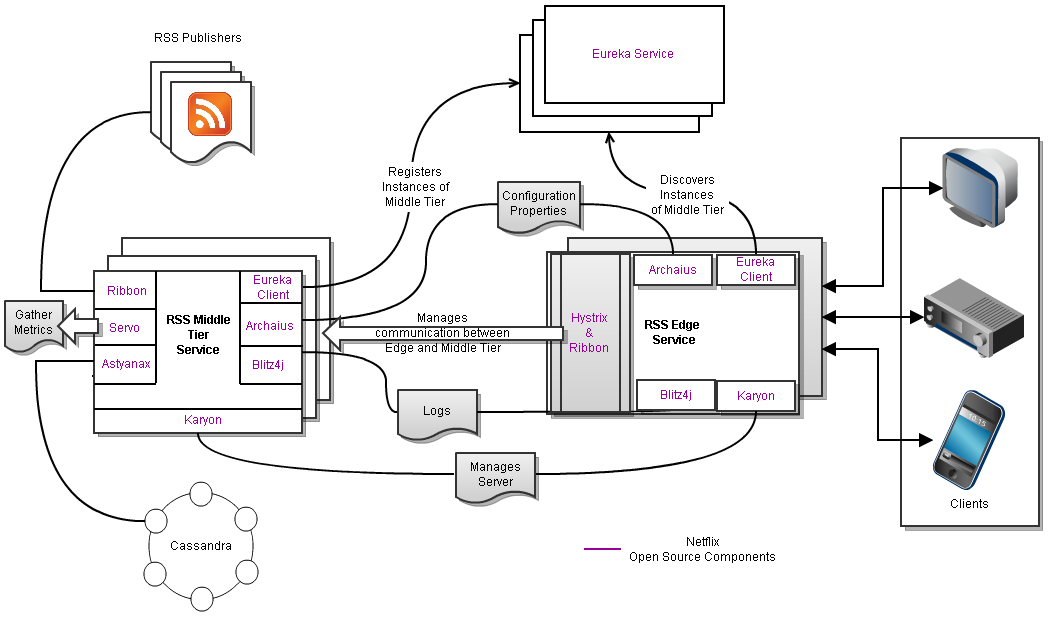 RSS Publishers
Eureka Service
Registers
Instances of
Middle Tier
Discovers
Instances
of Middle Tier
Configuration
Properties
Ribbon
Servo
Astyanax
RSS Middle
Tier
Service
Eureka
Client
Archaius
Blitz4j
Karyon
Gather
Metrics
Manages
communication between
Edge and Middle Tier
Hystrix
&
Ribbon
Archaius
Eureka
Client
RSS Edge
Service
Blitz4j
Karyon
Logs
Manages
Server
Cassandra
10.15
Clients
Netflix
Open Source Components